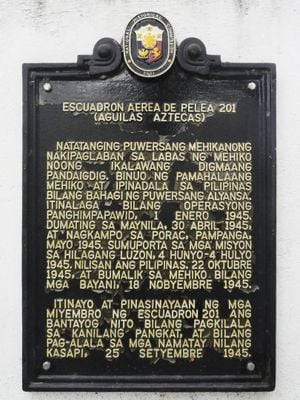 ESCUADRON AEREA DE PELEA 201
(AGUILAS AZTECAS)
NATATANGING PUWERSANG MEHIKANONG
NAKIPAGLABAN SA LABAS NG MEHIKO
NOONG IKALAWANG DIGMAANG
PANDAIGDIG. BINUO NG PAMAHALAANG
MEHIKO AT IPINADALA SA PILIPINAS
BILANG BAHAGI NG PUWERSANG ALYANSA.
TINALAGA BILANG OPERASYONG
PANGHIMPAPAWID, ENERO 1945.
DUMATING SA MAYNILA, 30 ABRIL 1945,
AT NAGKAMPO SA PORAC, PAMPANGA,
MAYO 1945. SUMUPORTA SA MGA MISYON
SA HILAGANG LUZON, 4 HUNYO-4 HULYO
1945. NILISAN ANG PILIPINAS, 22 OKTUBRE
1945, AT BUMALIK SA MEHIKO BILANG
MGA BAYANI, 18 NOBYEMBRE 1945.
ITINAYO AT PINASINAYAAN NG MGA
MIYEMBRO NG ESCUADRON 201 ANG
BANTAYOG NITO BILANG PAGKILALA
SA KANILANG PANGKAT, AT BILANG
PAG-ALALA SA MGA NAMATAY NILANG
KASAPI, 25 SETYEMBRE 1945.